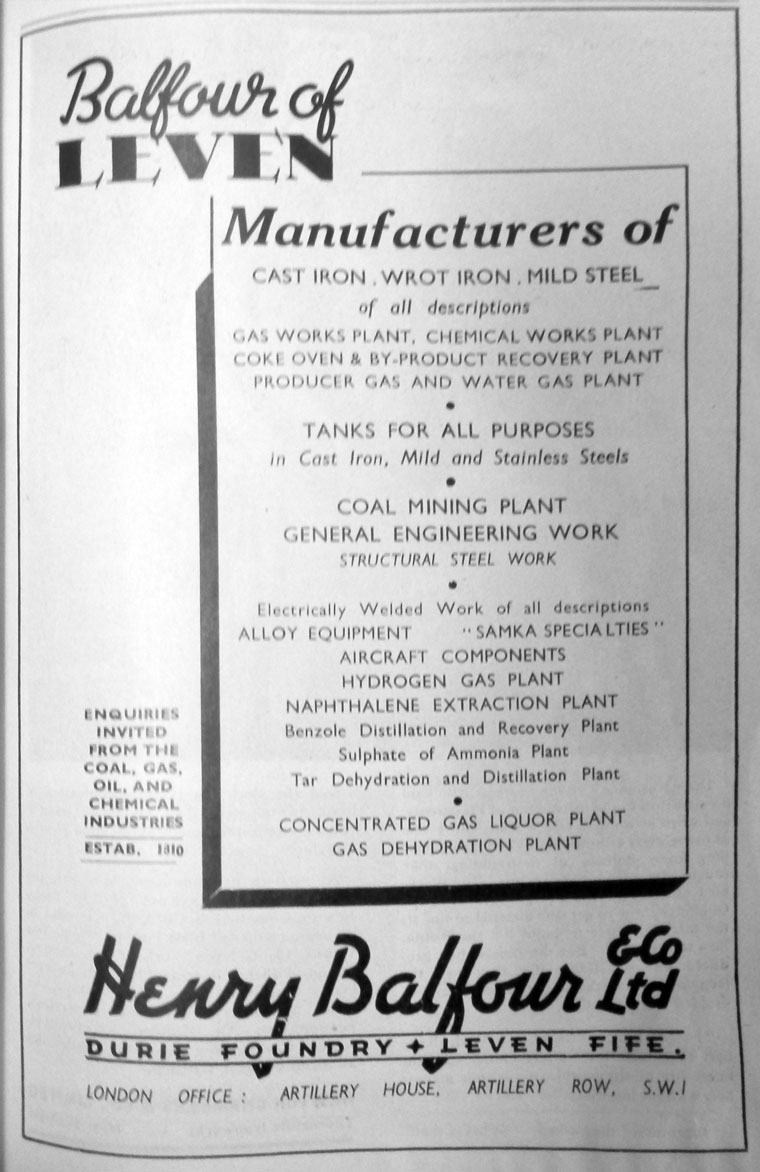 Balfour of
LEVEN
Manufacturers of
CAST IRON, WROT IRON, MILD STEEL
of all descriptions
GAS WORKS PLANT, CHEMICAL WORKS PLANT
COKE OVEN & BY-PRODUCT RECOVERY PLANT
PRODUCER GAS AND WATER GAS PLANT
•
TANKS FOR ALL PURPOSES
in Cast Iron, Mild and Stainless Steels
•
COAL MINING PLANT
GENERAL ENGINEERING WORK
STRUCTURAL STEEL WORK
•
Electrically Welded Work of all descriptions
ALLOY EQUIPMENT "SAMKA SPECIALTIES"
AIRCRAFT COMPONENTS
HYDROGEN GAS PLANT
NAPHTHALENE EXTRACTION PLANT
Benzole Distillation and Recovery Plant
Sulphate of Ammonia Plant
Tar Dehydration and Distillation Plant
•
CONCENTRATED GAS LIQUOR PLANT
GAS DEHYDRATION PLANT
ENQUIRIES
INVITED
FROM THE
COAL, GAS,
OIL, AND
CHEMICAL
INDUSTRIES
ESTAB. 1810
Henry Balfour & Co Ltd
DURIE FOUNDRY + LEVEN FIFE.
LONDON OFFICE: ARTILLERY HOUSE, ARTILLERY ROW, S.W.1